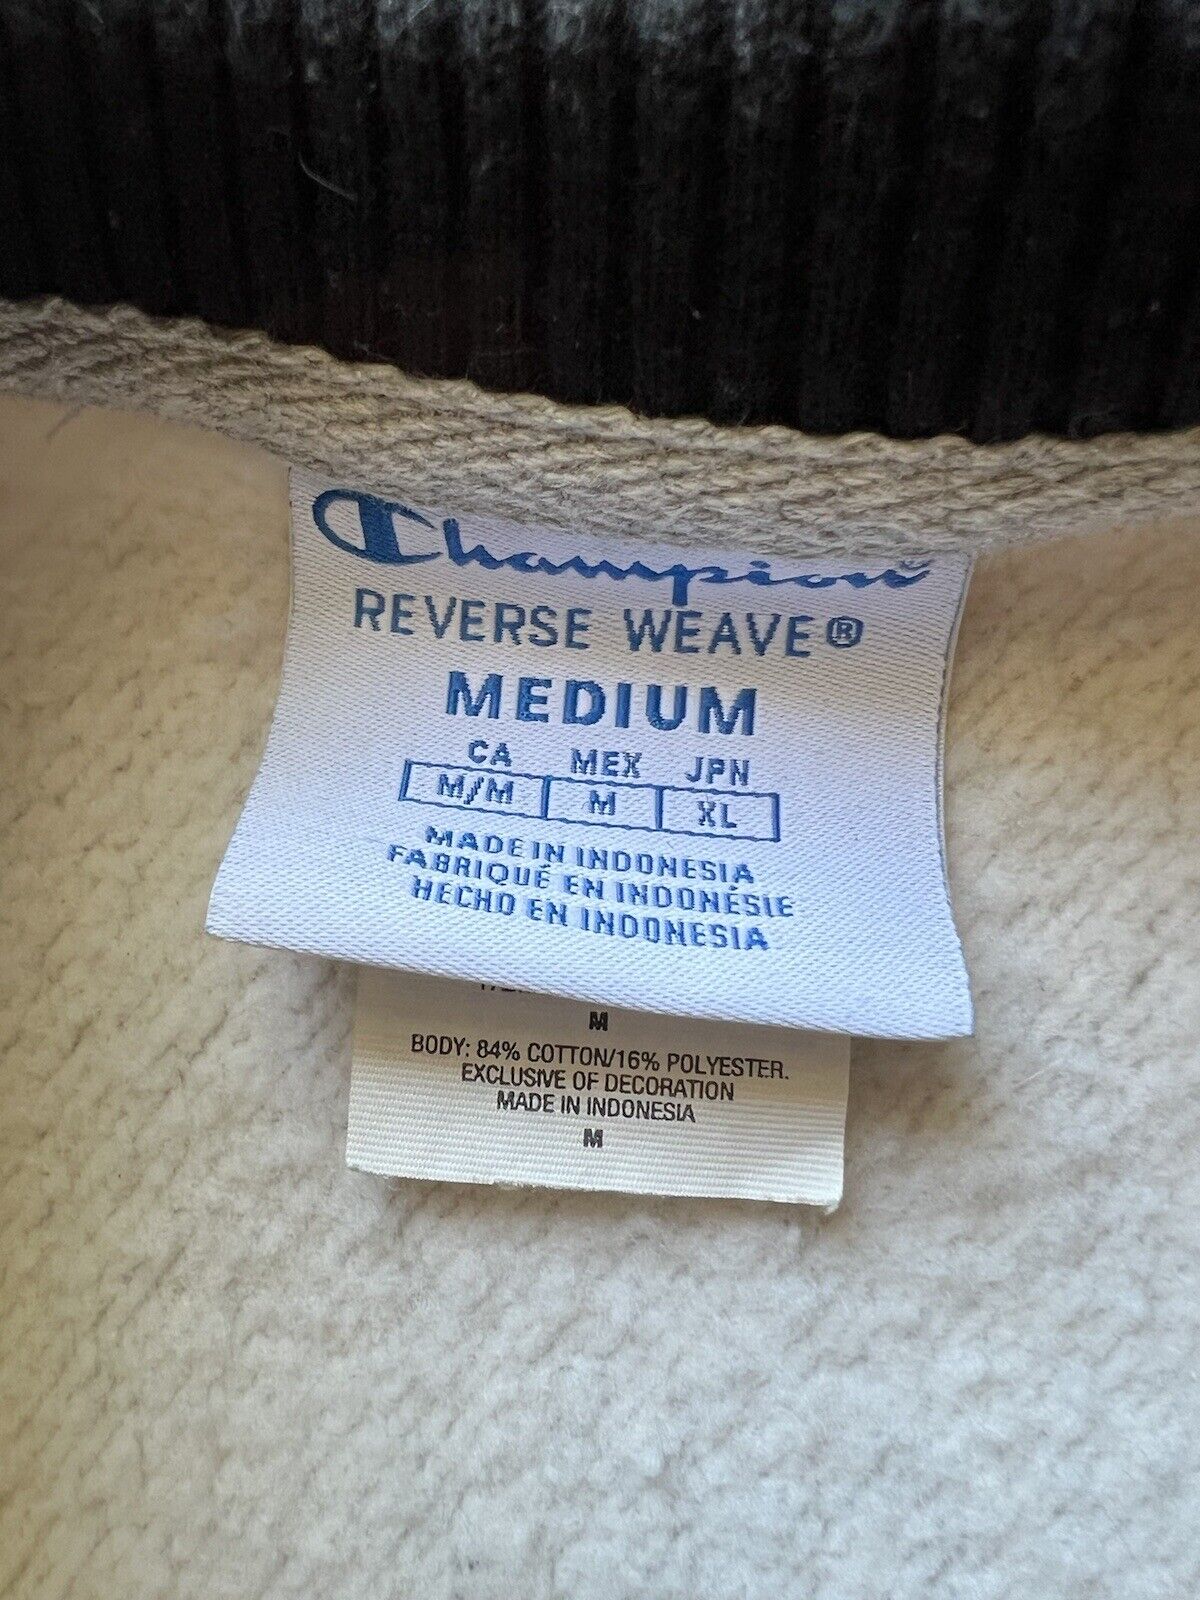 Champion
REVERSE WEAVE®
MEDIUM
CA MEX JPN
M/M M XL
MADE IN INDONESIA
FABRIQUÉ EN INDONÉSIE
HECHO EN INDONESIA
M
BODY: 84% COTTON/16% POLYESTER.
EXCLUSIVE OF DECORATION
MADE IN INDONESIA
M